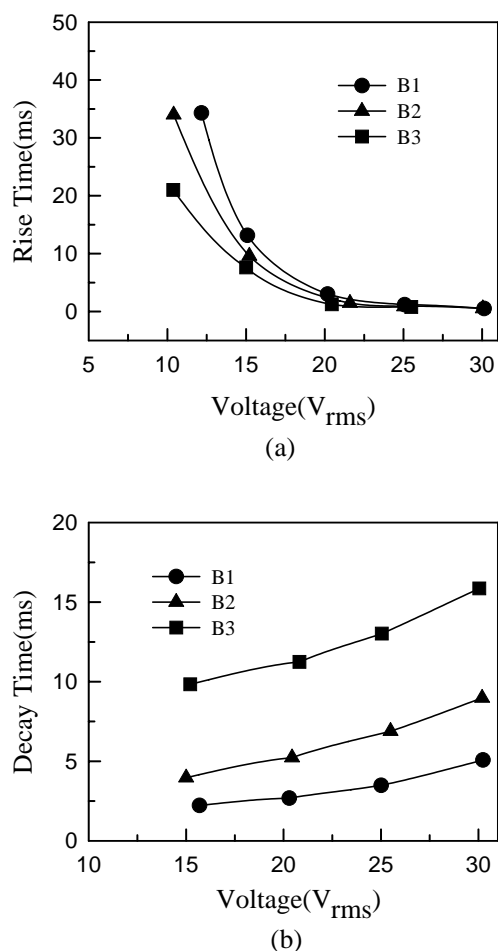 50
40
30
20
10
0
Rise Time(ms)
B1
B2
B3
5 10 15 20 25 30
Voltage(Vrms)
(a)
20
15
10
5
0
Decay Time(ms)
B1
B2
B3
10 15 20 25 30
Voltage(Vrms)
(b)